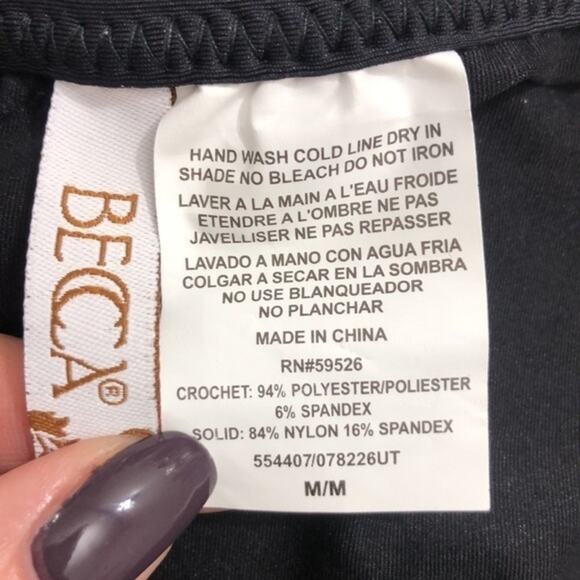 BECCA®
HAND WASH COLD LINE DRY IN
SHADE NO BLEACH DO NOT IRON
LAVER A LA MAIN A L'EAU FROIDE
ETENDRE A L'OMBRE NE PAS
JAVELLISER NE PAS REPASSER
LAVADO A MANO CON AGUA FRIA
COLGAR A SECAR EN LA SOMBRA
NO USE BLANQUEADOR
NO PLANCHAR
MADE IN CHINA
RN#59526
CROCHET: 94% POLYESTER/POLIESTER
6% SPANDEX
SOLID: 84% NYLON 16% SPANDEX
554407/078226UT
M/M